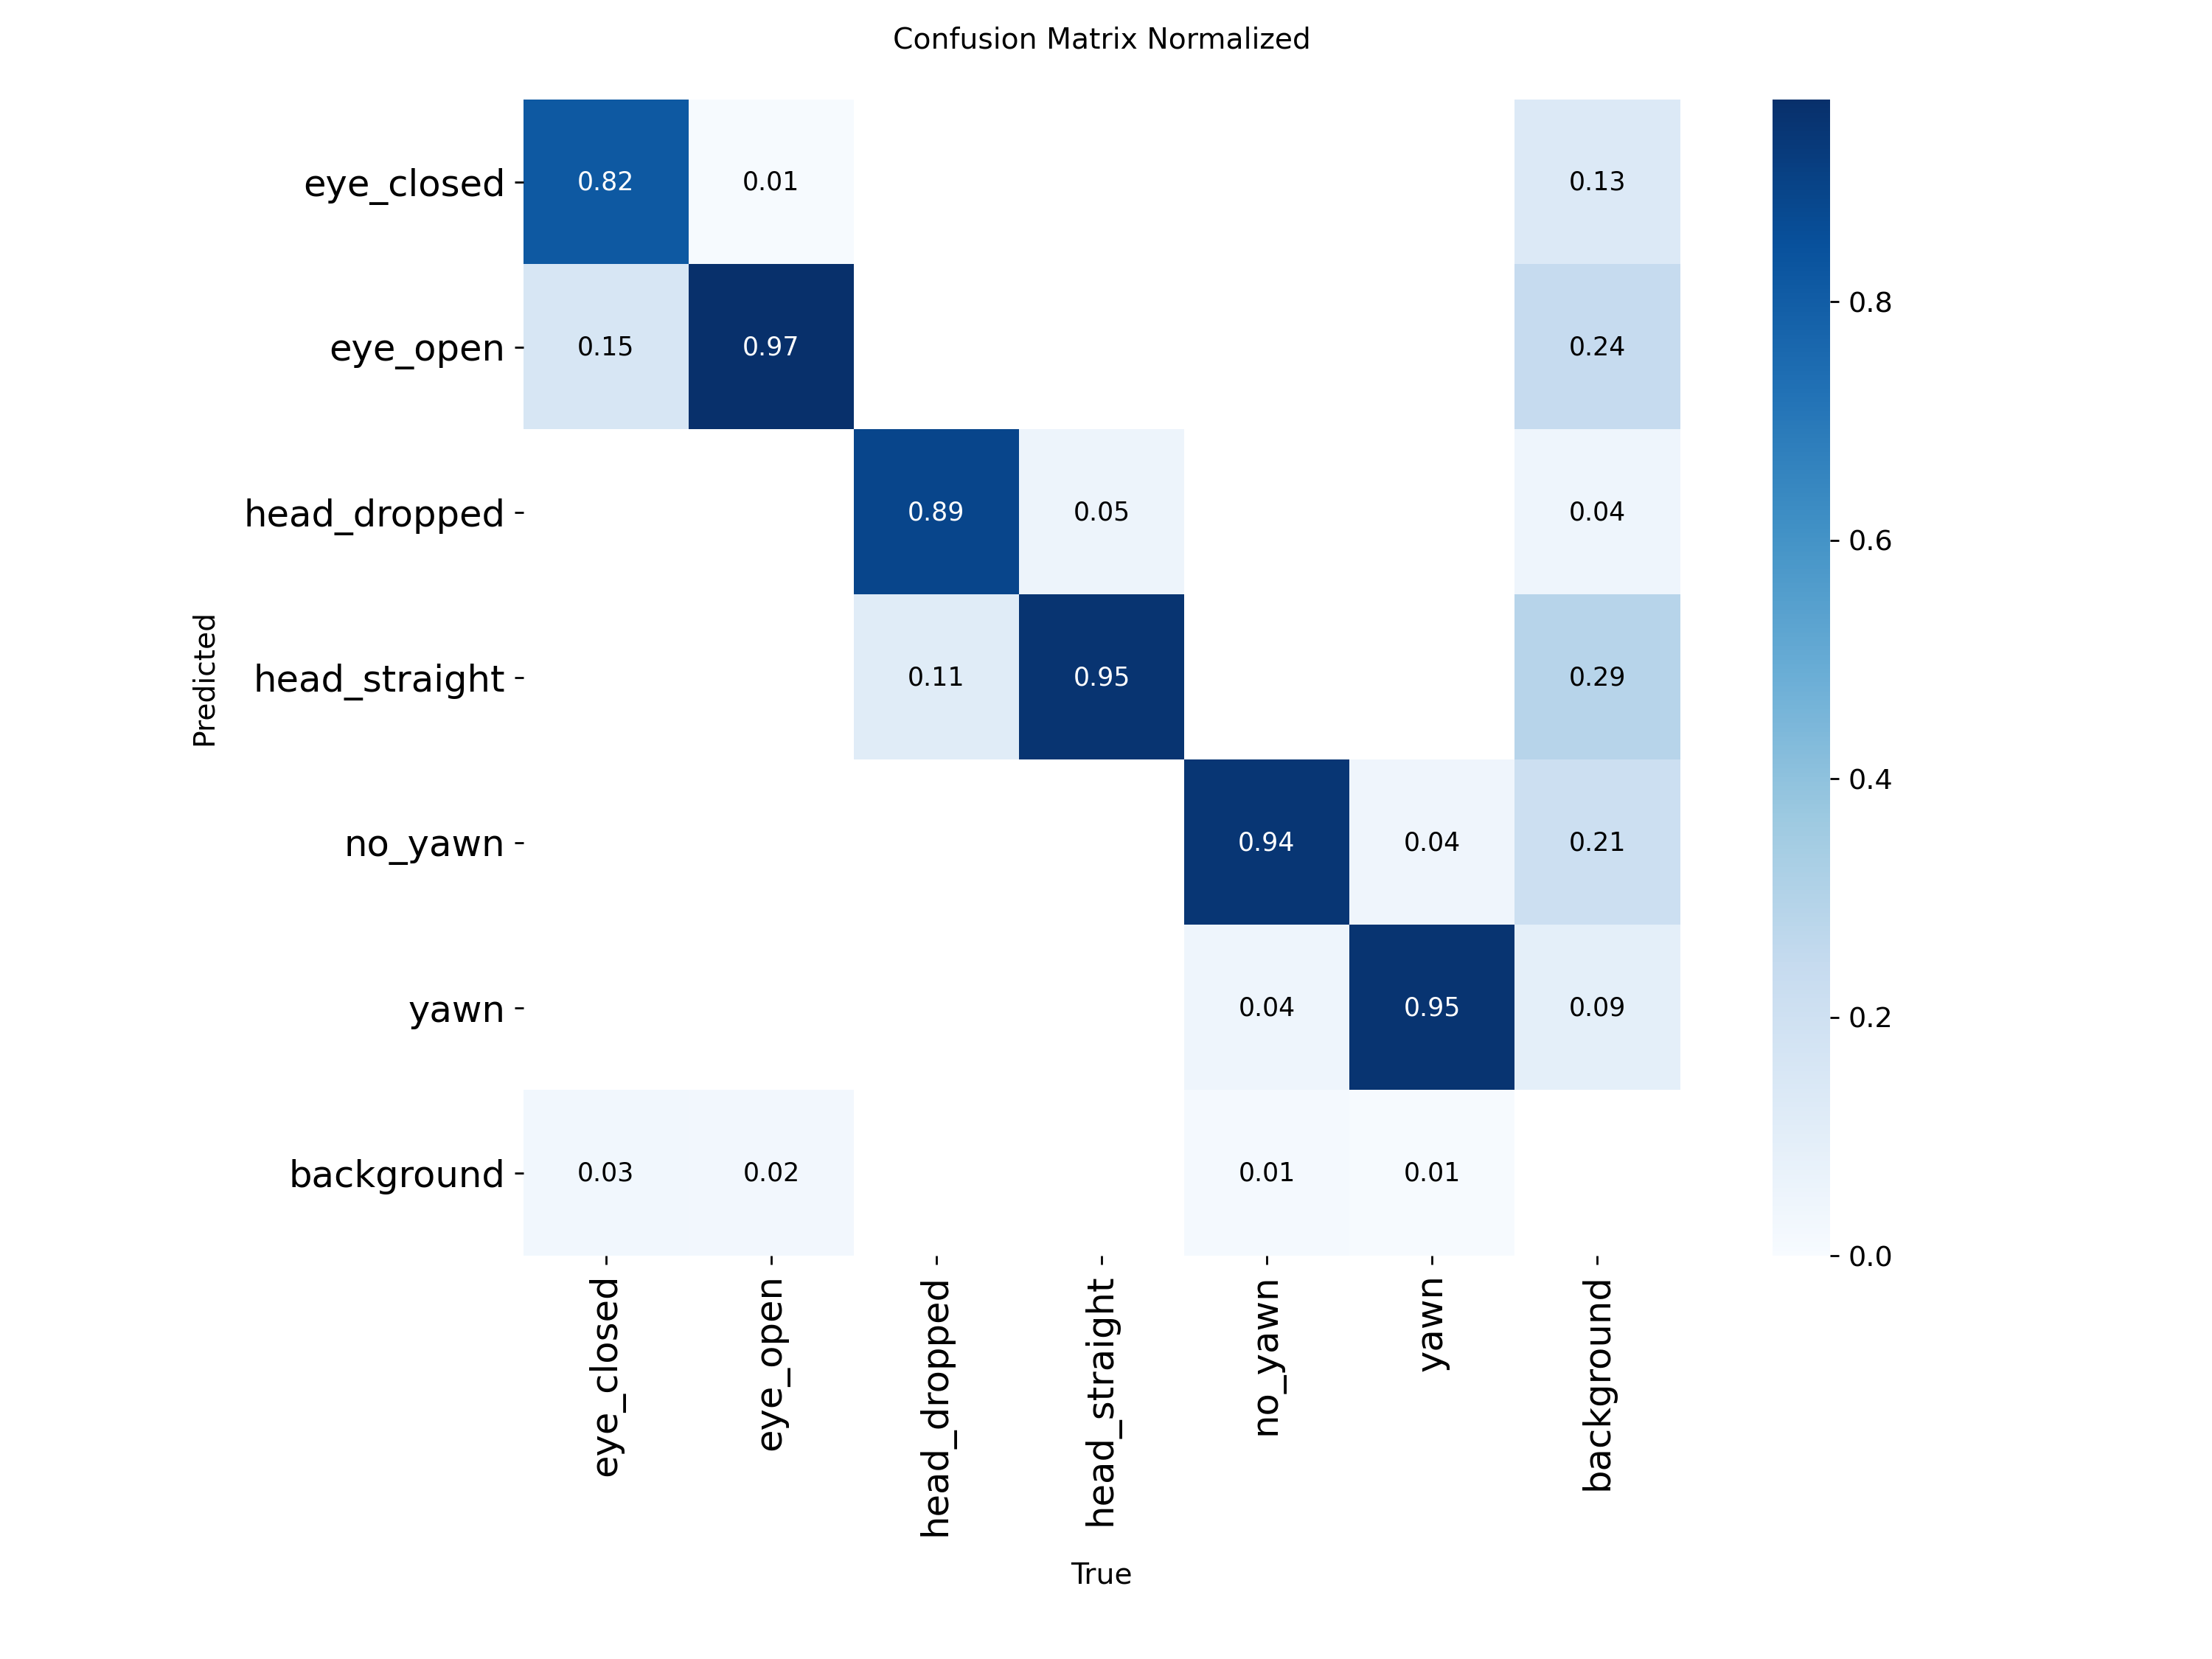 Confusion Matrix Normalized
eye_closed 0.82 0.01 0.13
eye_open 0.15 0.97 0.24 0.8
head_dropped 0.89 0.05 0.04 0.6
Predicted
head_straight 0.11 0.95 0.29
0.4
no_yawn 0.94 0.04 0.21
yawn 0.04 0.95 0.09 0.2
background 0.03 0.02 0.01 0.01
0.0
eye_closed
eye_open
head_dropped
head_straight
no_yawn
yawn
background
True